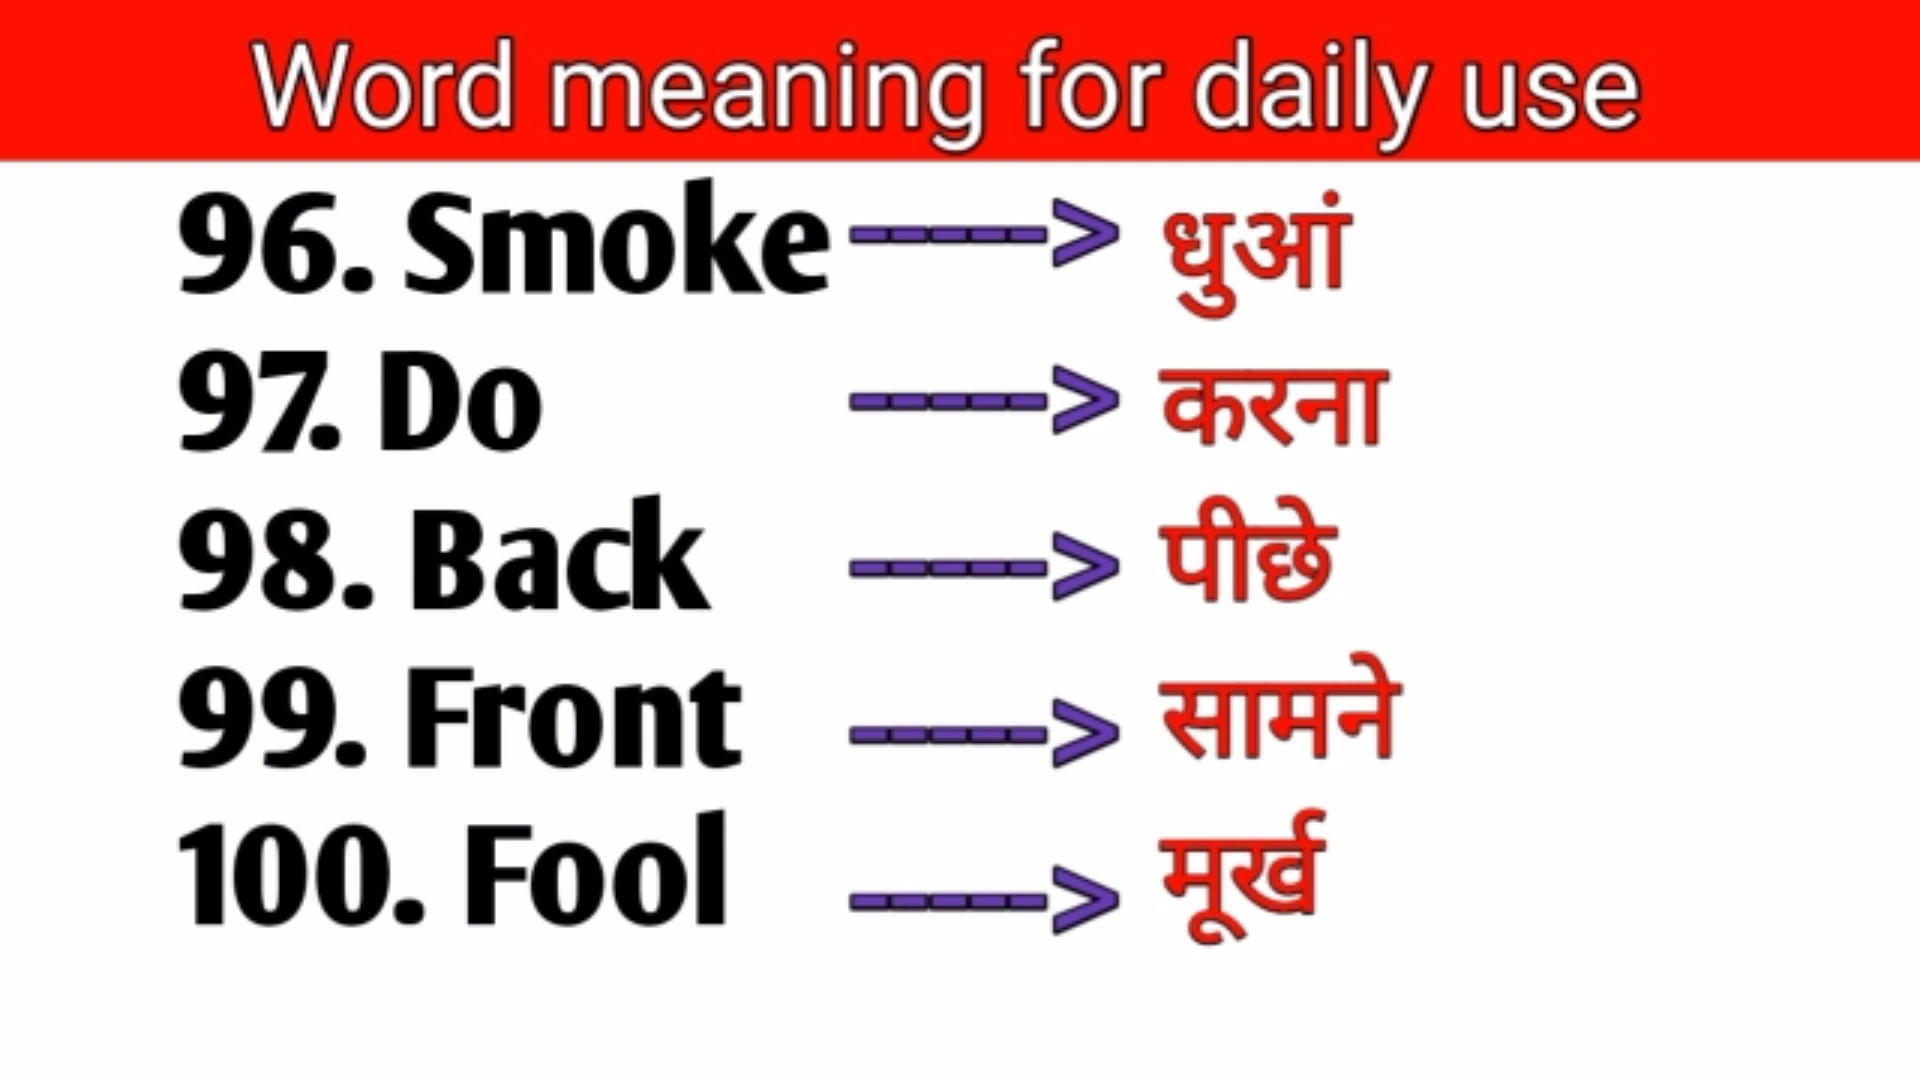 Word meaning for daily use
96. Smoke -----> धुआं
97. Do -----> करना
98. Back -----> पीछे
99. Front -----> सामने
100. Fool -----> मूर्ख